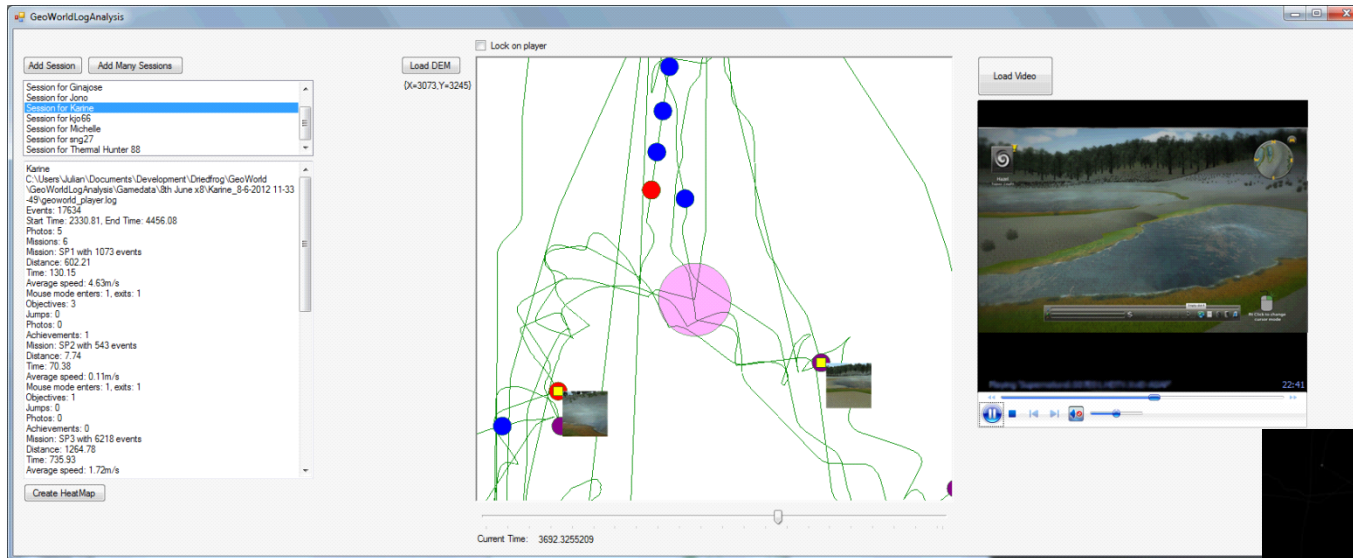 GeoWorldLogAnalysis
Lock on player
Add Session
Add Many Sessions
Load DEM
{X=3073,Y=3245}
Load Video
Session for Ginajose
Session for Jono
Session for Karine
Session for kjo66
Session for Michelle
Session for sng27
Session for Thermal Hunter 88
Karine
C:\Users\Julian\Documents\Development\Driedfrog\GeoWorld
\GeoWorldLogAnalysis\Gamedata\8th June x8\Karine_8-6-2012 11-33
-49\geoworld_player.log
Events: 17634
Start Time: 2330.81, End Time: 4456.08
Photos: 5
Missions: 6
Mission: SP1 with 1073 events
Distance: 602.21
Time: 130.15
Average speed: 4.63m/s
Mouse mode enters: 1, exits: 1
Objectives: 3
Jumps: 0
Photos: 0
Achievements: 1
Mission: SP2 with 543 events
Distance: 7.74
Time: 70.38
Average speed: 0.11m/s
Mouse mode enters: 1, exits: 1
Objectives: 1
Jumps: 0
Photos: 0
Achievements: 0
Mission: SP3 with 6218 events
Distance: 1264.78
Time: 735.93
Average speed: 1.72m/s
Create HeatMap
Current Time: 3692.3255209
Click to change
cursor mode
22:41